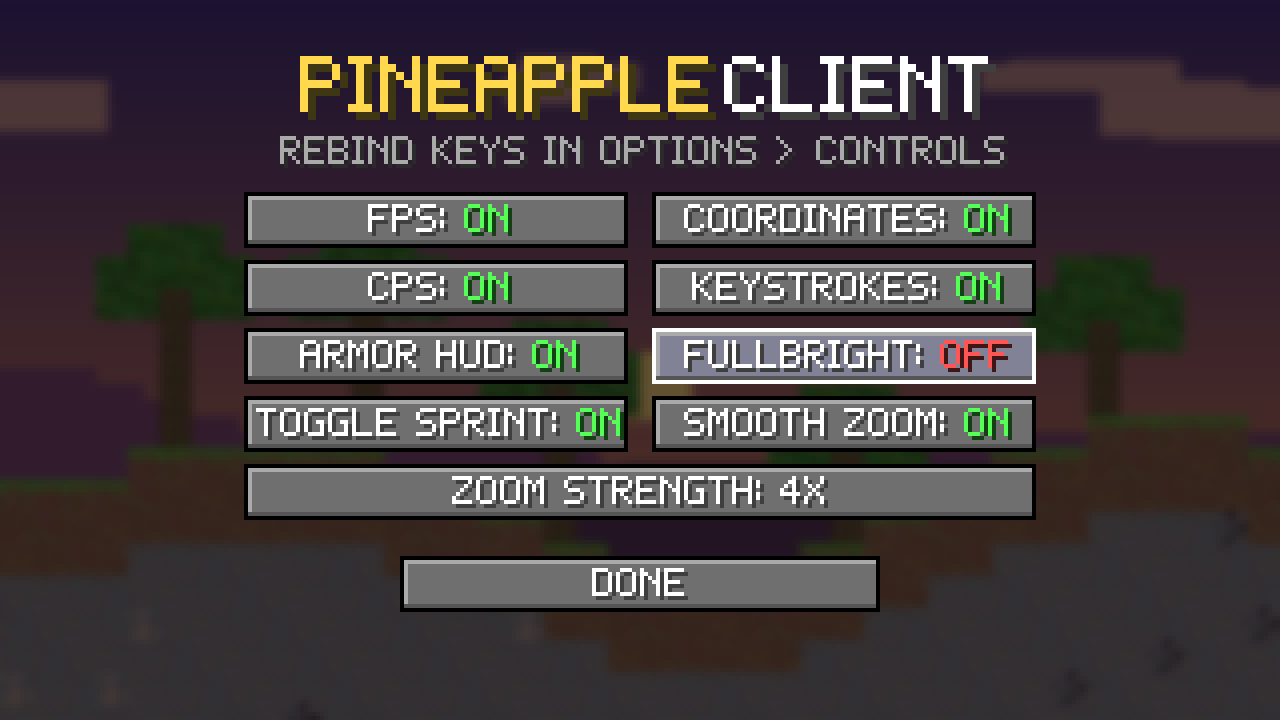 PINEAPPLE CLIENT
REBIND KEYS IN OPTIONS > CONTROLS
FPS: ON
COORDINATES: ON
CPS: ON
KEYSTROKES: ON
ARMOR HUD: ON
FULLBRIGHT: OFF
TOGGLE SPRINT: ON
SMOOTH ZOOM: ON
ZOOM STRENGTH: 4X
DONE